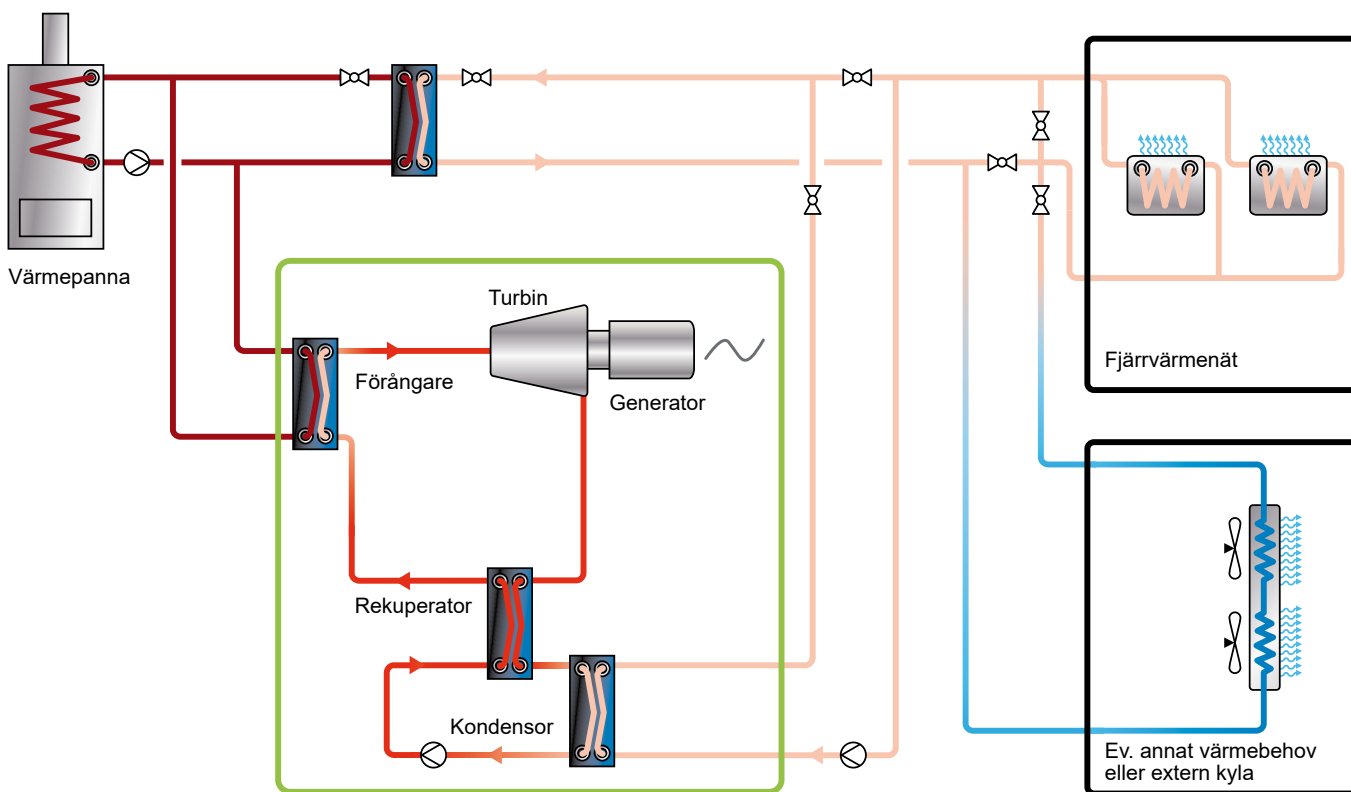 Värmepanna
Turbin
Förångare
Generator
Fjärrvärmenät
Rekuperator
Kondensor
Ev. annat värmebehov
eller extern kyla